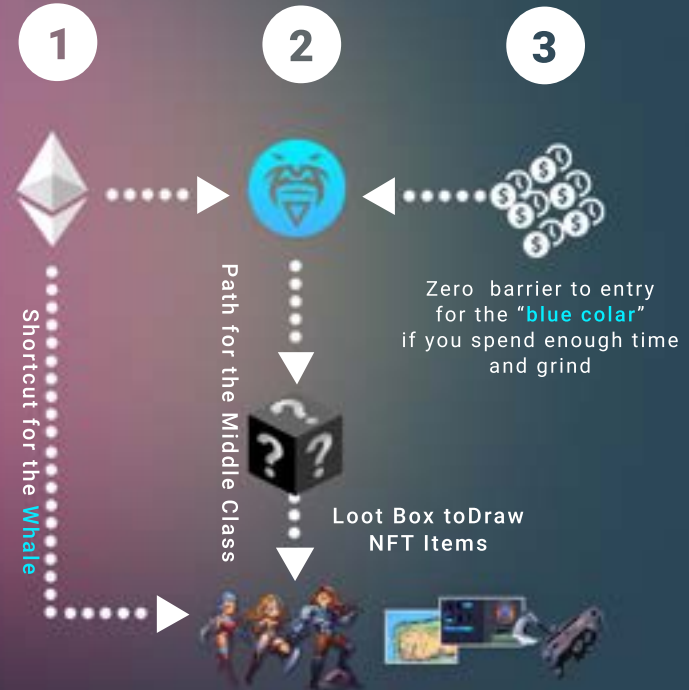 1
2
3
Zero barrier to entry
for the “blue colar”
if you spend enough time
and grind
Shortcut for the Whale
Path for the Middle Class
? ? ?
Loot Box toDraw
NFT Items